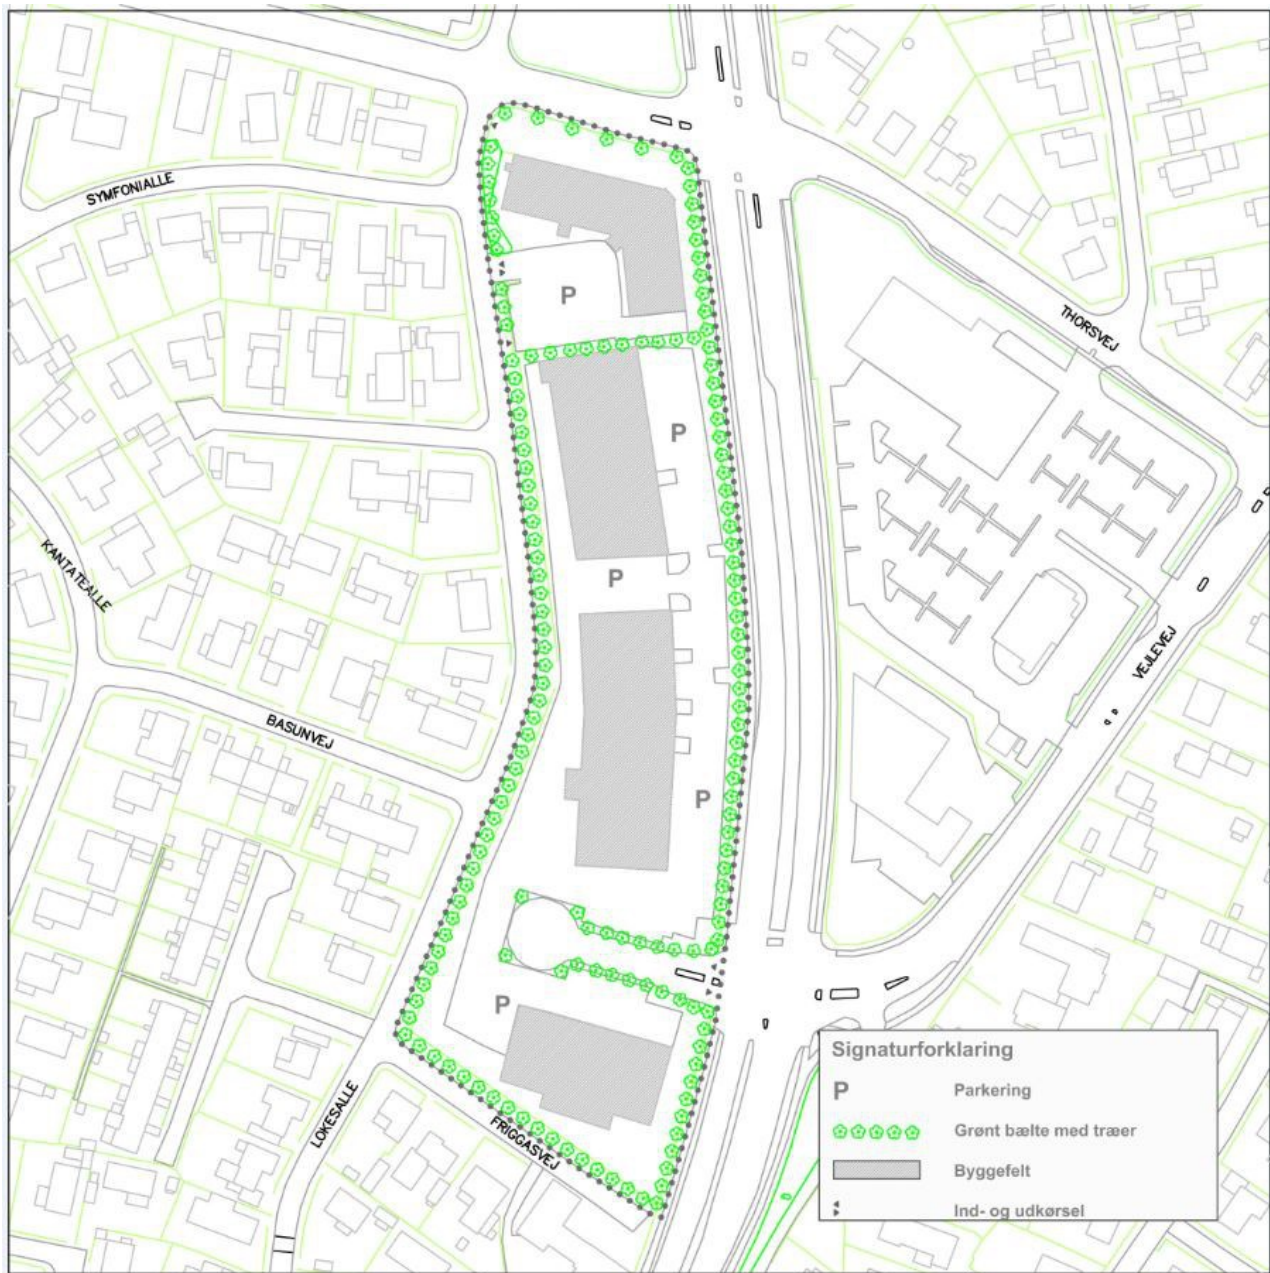 SYMFONIALLE
P
THORSVEJ
P
KANTATEALLE
P
VEJLEVEJ
BASUNVEJ
P
P
LOKESALLE
FRIGGASVEJ
Signaturforklaring
P Parkering
Grønt bælte med træer
Byggefelt
Ind- og udkørsel